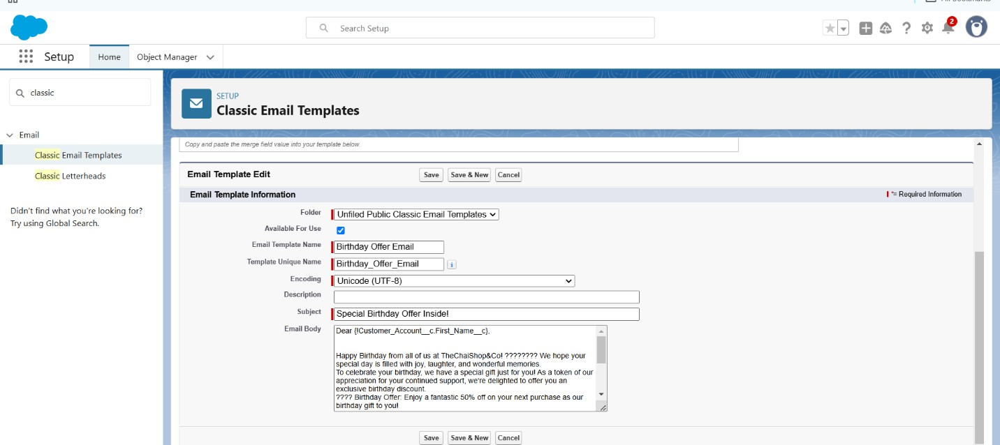 All Bookmarks
Search Setup
2
Setup
Home
Object Manager
classic
Email
Classic Email Templates
Classic Letterheads
Didn't find what you're looking for?
Try using Global Search.
SETUP
Classic Email Templates
Copy and paste the merge field value into your template below.
Email Template Edit
Save
Save & New
Cancel
Email Template Information
*= Required Information
Folder
Unfiled Public Classic Email Templates
Available For Use
Email Template Name
Birthday Offer Email
Template Unique Name
Birthday_Offer_Email
i
Encoding
Unicode (UTF-8)
Description
Subject
Special Birthday Offer Inside!
Email Body
Dear {!Customer_Account__c.First_Name__c},
Happy Birthday from all of us at TheChaiShop&Co! ???????? We hope your
special day is filled with joy, laughter, and wonderful memories.
To celebrate your birthday, we have a special gift just for you! As a token of our
appreciation for your continued support, we're delighted to offer you an
exclusive birthday discount.
???? Birthday Offer: Enjoy a fantastic 50% off on your next purchase as our
birthday gift to you!
Save
Save & New
Cancel